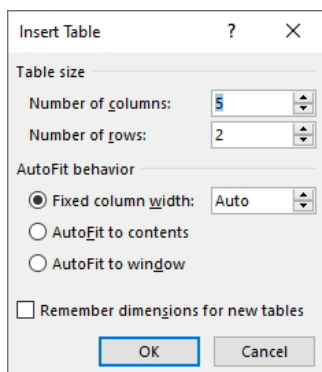 Insert Table ?
Table size
Number of columns: 5
Number of rows: 2
AutoFit behavior
Fixed column width: Auto
AutoFit to contents
AutoFit to window
Remember dimensions for new tables
OK Cancel